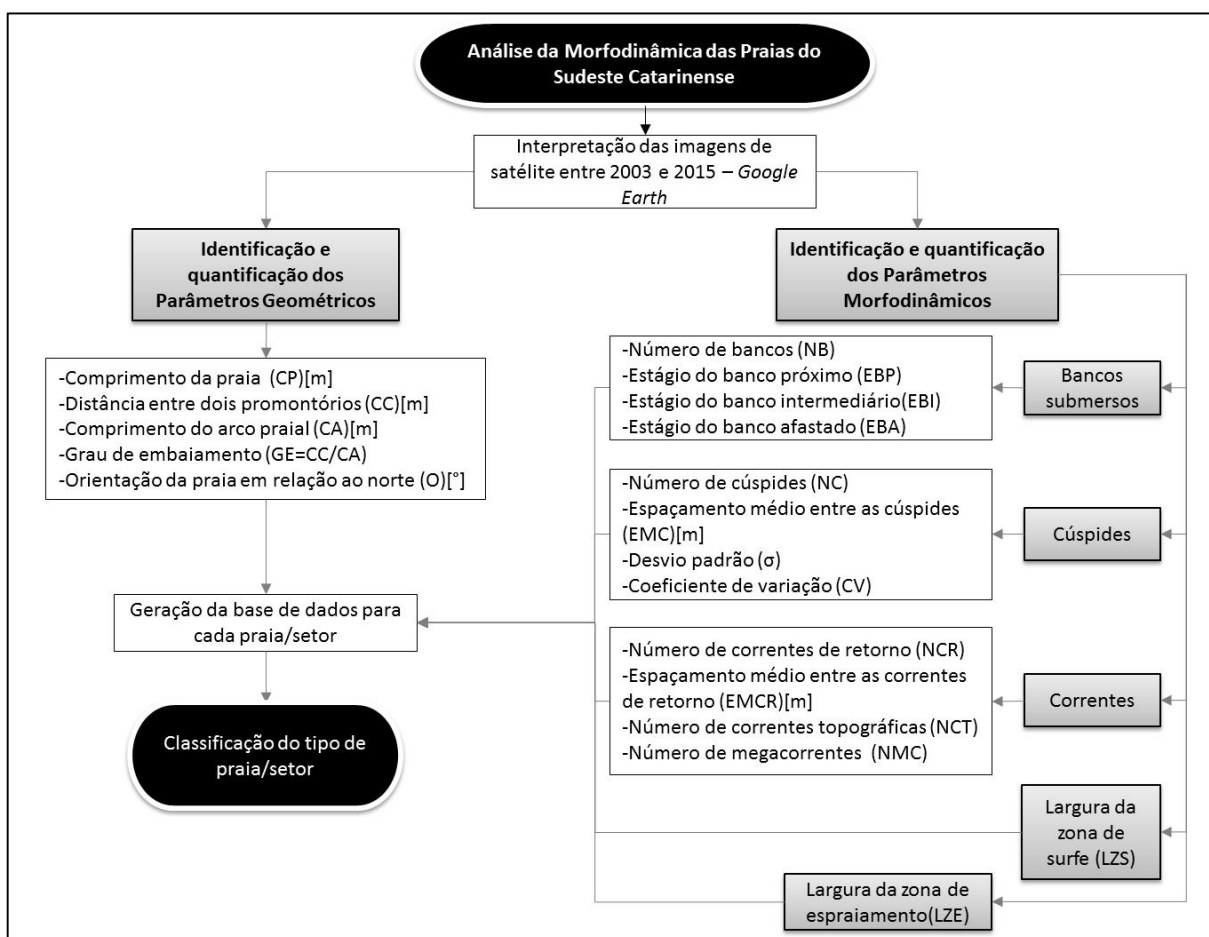 Análise da Morfodinâmica das Praias do
Sudeste Catarinense
Interpretação das imagens de
satélite entre 2003 e 2015 – Google
Earth
Identificação e
quantificação dos
Parâmetros Geométricos
Identificação e quantificação
dos Parâmetros
Morfodinâmicos
-Comprimento da praia (CP)[m]
-Distância entre dois promontórios (CC)[m]
-Comprimento do arco praial (CA)[m]
-Grau de embaiamento (GE=CC/CA)
-Orientação da praia em relação ao norte (O)[°]
-Número de bancos (NB)
-Estágio do banco próximo (EBP)
-Estágio do banco intermediário(EBI)
-Estágio do banco afastado (EBA)
Bancos
submersos
-Número de cúspides (NC)
-Espaçamento médio entre as cúspides
(EMC)[m]
-Desvio padrão (σ)
-Coeficiente de variação (CV)
Cúspides
Geração da base de dados para
cada praia/setor
-Número de correntes de retorno (NCR)
-Espaçamento médio entre as correntes
de retorno (EMCR)[m]
-Número de correntes topográficas (NCT)
-Número de megacorrentes (NMC)
Correntes
Classificação do tipo de
praia/setor
Largura da
zona de
surfe (LZS)
Largura da zona de
espraiamento(LZE)